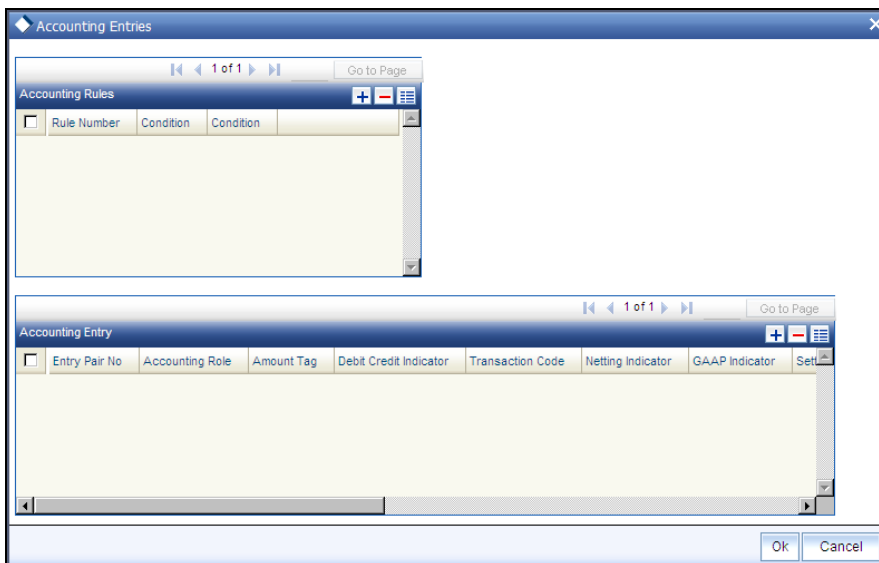 Accounting Entries
1 of 1 Go to Page
Accounting Rules
Rule Number Condition Condition
1 of 1 Go to Page
Accounting Entry
Entry Pair No Accounting Role Amount Tag Debit Credit Indicator Transaction Code Netting Indicator GAAP Indicator Sett
Ok Cancel